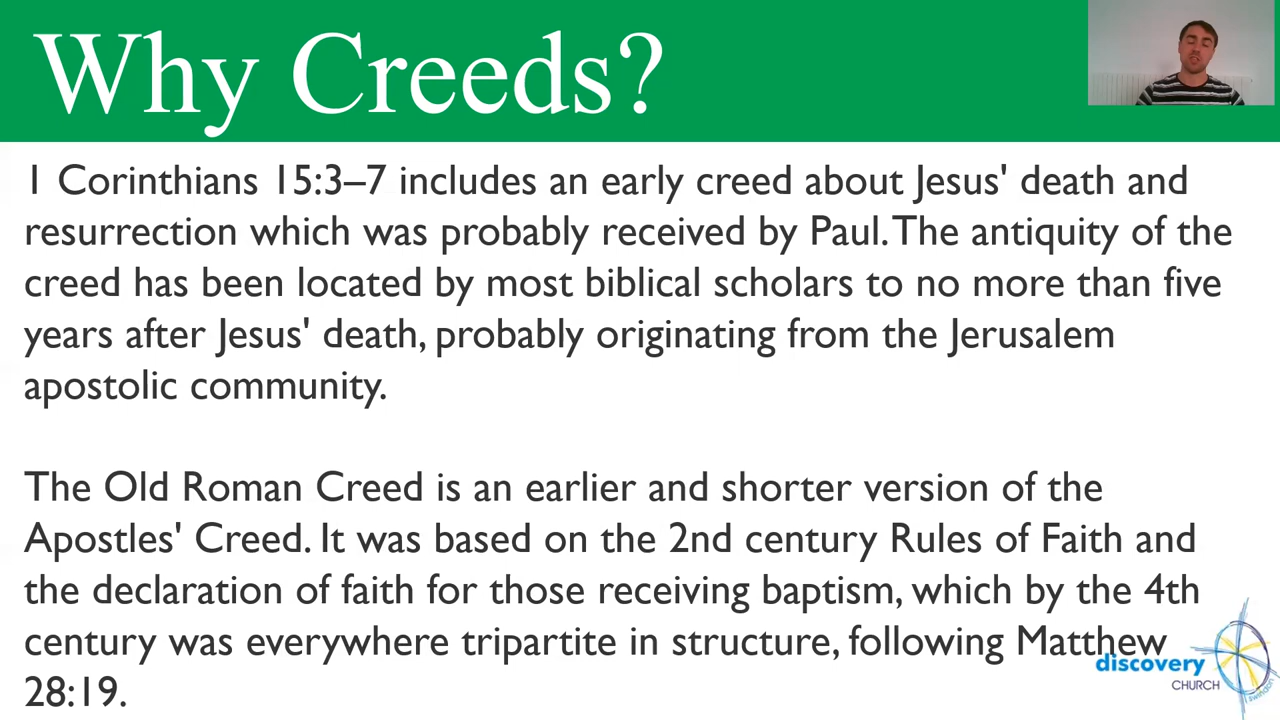 Why Creeds?
1 Corinthians 15:3–7 includes an early creed about Jesus' death and
resurrection which was probably received by Paul. The antiquity of the
creed has been located by most biblical scholars to no more than five
years after Jesus' death, probably originating from the Jerusalem
apostolic community.
The Old Roman Creed is an earlier and shorter version of the
Apostles' Creed. It was based on the 2nd century Rules of Faith and
the declaration of faith for those receiving baptism, which by the 4th
century was everywhere tripartite in structure, following Matthew
28:19.
discovery
CHURCH
swindon